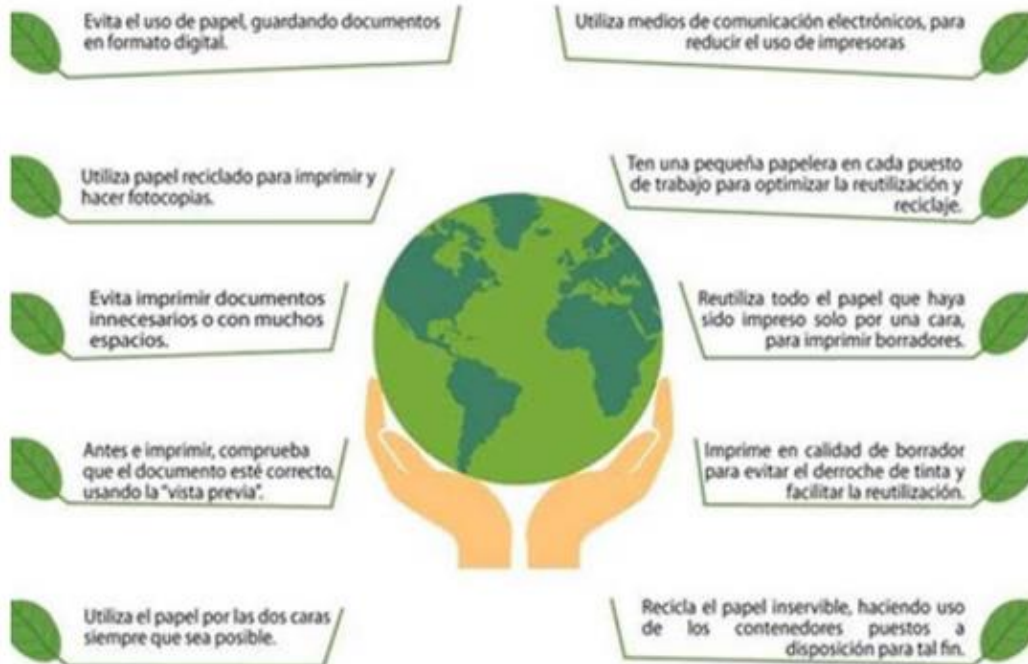 Evita el uso de papel, guardando documentos
en formato digital.
Utiliza medios de comunicación electrónicos, para
reducir el uso de impresoras
Utiliza papel reciclado para imprimir y
hacer fotocopias.
Ten una pequeña papelera en cada puesto
de trabajo para optimizar la reutilización y
reciclaje.
Evita imprimir documentos
innecesarios o con muchos
espacios.
Reutiliza todo el papel que haya
sido impreso solo por una cara,
para imprimir borradores.
Antes e imprimir, comprueba
que el documento esté correcto,
usando la "vista previa".
Imprime en calidad de borrador
para evitar el derroche de tinta y
facilitar la reutilización.
Utiliza el papel por las dos caras
siempre que sea posible.
Recicla el papel inservible, haciendo uso
de los contenedores puestos a
disposición para tal fin.